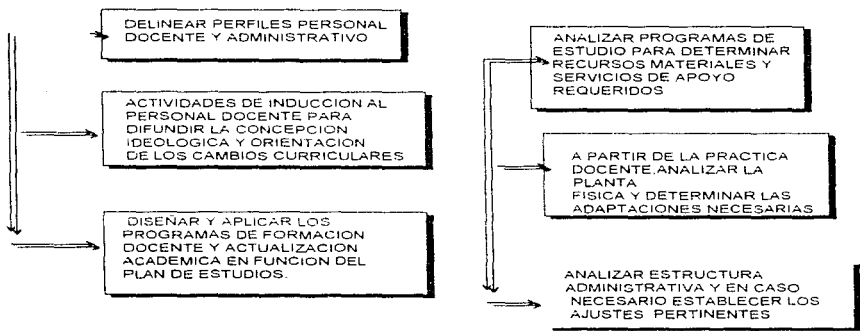 DELINEAR PERFILES PERSONAL
DOCENTE Y ADMINISTRATIVO
ACTIVIDADES DE INDUCCION AL
PERSONAL DOCENTE PARA
DIFUNDIR LA CONCEPCION
IDEOLOGICA Y ORIENTACION
DE LOS CAMBIOS CURRICULARES
DISEÑAR Y APLICAR LOS
PROGRAMAS DE FORMACION
DOCENTE Y ACTUALIZACION
ACADEMICA EN FUNCION DEL
PLAN DE ESTUDIOS.
ANALIZAR PROGRAMAS DE
ESTUDIO PARA DETERMINAR
RECURSOS MATERIALES Y
SERVICIOS DE APOYO
REQUERIDOS
A PARTIR DE LA PRACTICA
DOCENTE,ANALIZAR LA
PLANTA
FISICA Y DETERMINAR LAS
ADAPTACIONES NECESARIAS
ANALIZAR ESTRUCTURA
ADMINISTRATIVA Y EN CASO
NECESARIO ESTABLECER LOS
AJUSTES PERTINENTES